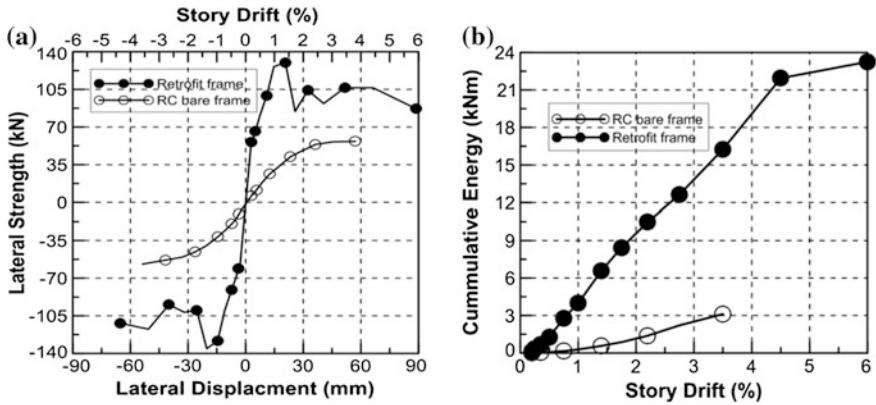 (a)
Story Drift (%)
-6 -5 -4 -3 -2 -1 0 1 2 3 4 5 6
Lateral Strength (kN)
140
105
70
35
0
-35
-70
-105
-140
Retrofit frame
RC bare frame
-90 -60 -30 0 30 60 90
Lateral Displacment (mm)
(b)
Cummulative Energy (kNm)
24
21
18
15
12
9
6
3
0
RC bare frame
Retrofit frame
0 1 2 3 4 5 6
Story Drift (%)